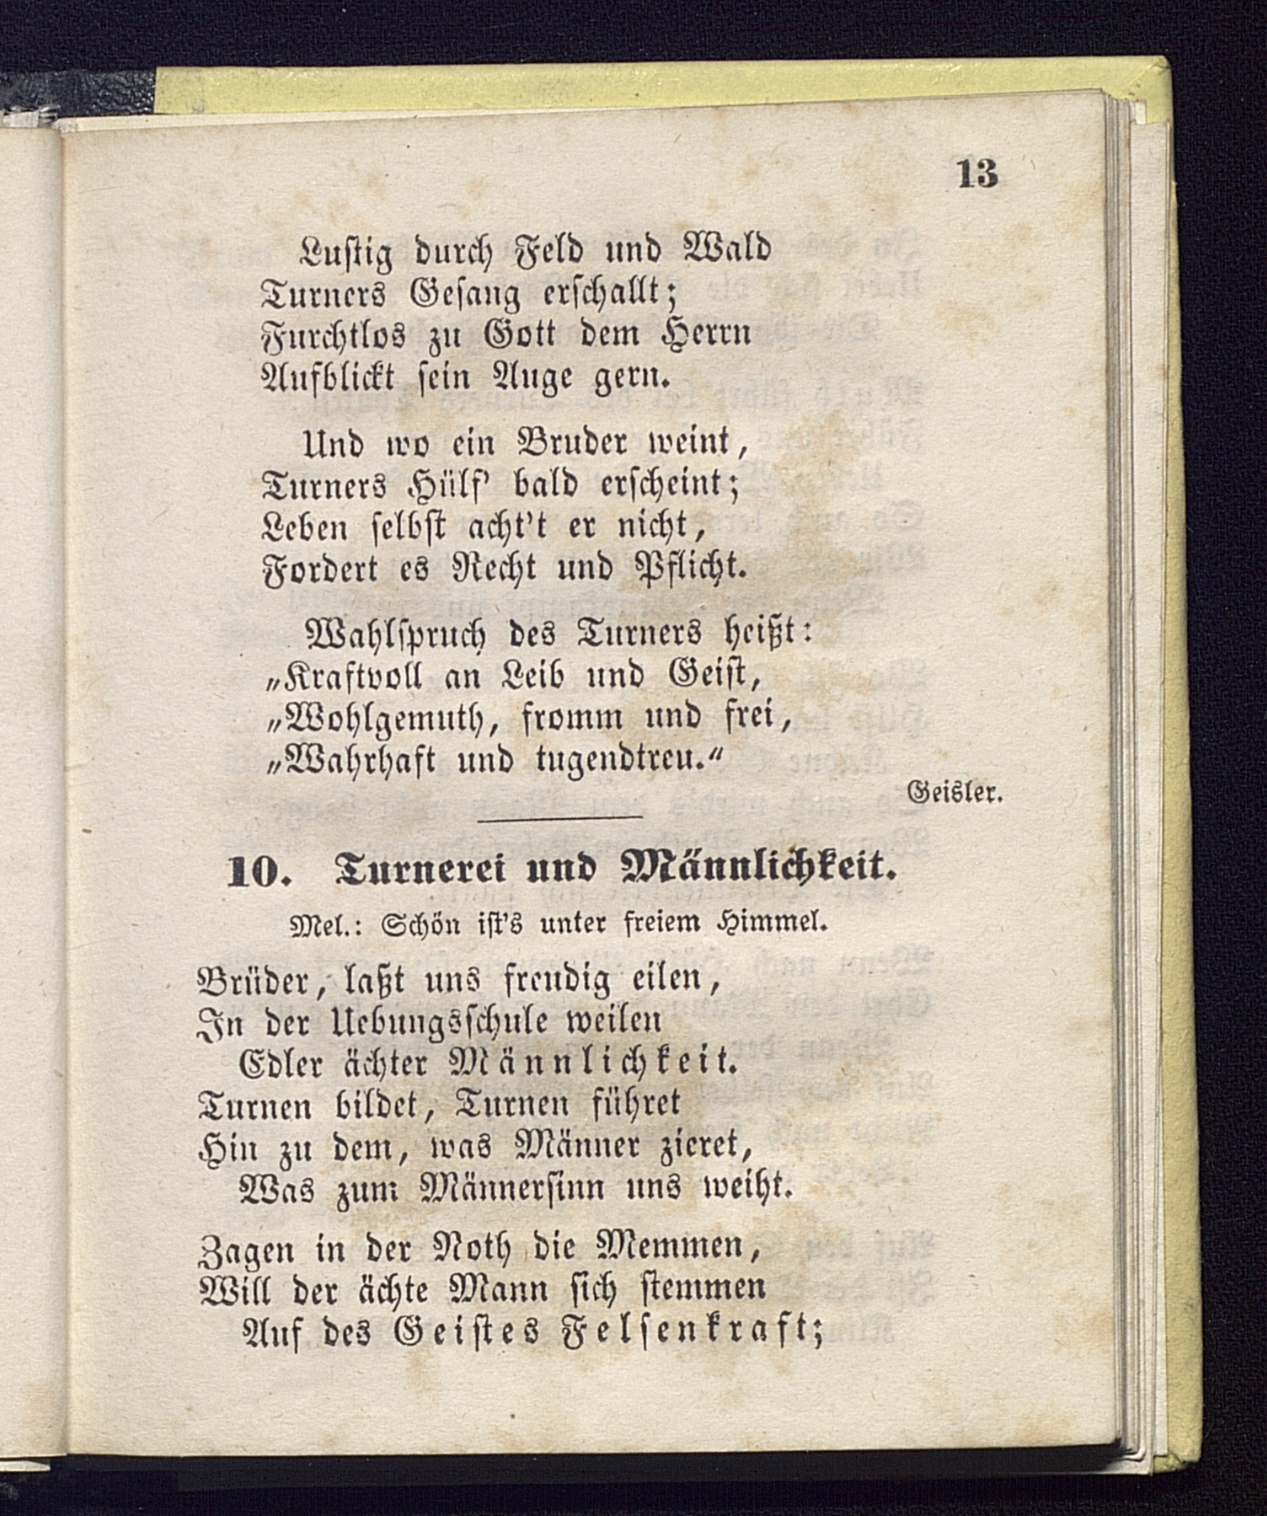 13
Lustig durch Feld und Wald
Turners Gesang erschallt;
Furchtlos zu Gott dem Herrn
Aufblickt sein Auge gern.
Und wo ein Bruder weint,
Turners Hülf' bald erscheint;
Leben selbst acht't er nicht,
Fordert es Recht und Pflicht.
Wahlspruch des Turners heißt:
„Kraftvoll an Leib und Geist,
„Wohlgemuth, fromm und frei,
„Wahrhaft und tugendtreu.“
Geisler.
10. Turnerei und Männlichkeit.
Mel.: Schön ist's unter freiem Himmel.
Brüder, laßt uns freudig eilen,
In der Uebungsschule weilen
Edler ächter Männlichkeit.
Turnen bildet, Turnen führet
Hin zu dem, was Männer zieret,
Was zum Männersinn uns weiht.
Zagen in der Noth die Memmen,
Will der ächte Mann sich stemmen
Auf des Geistes Felsenkraft;